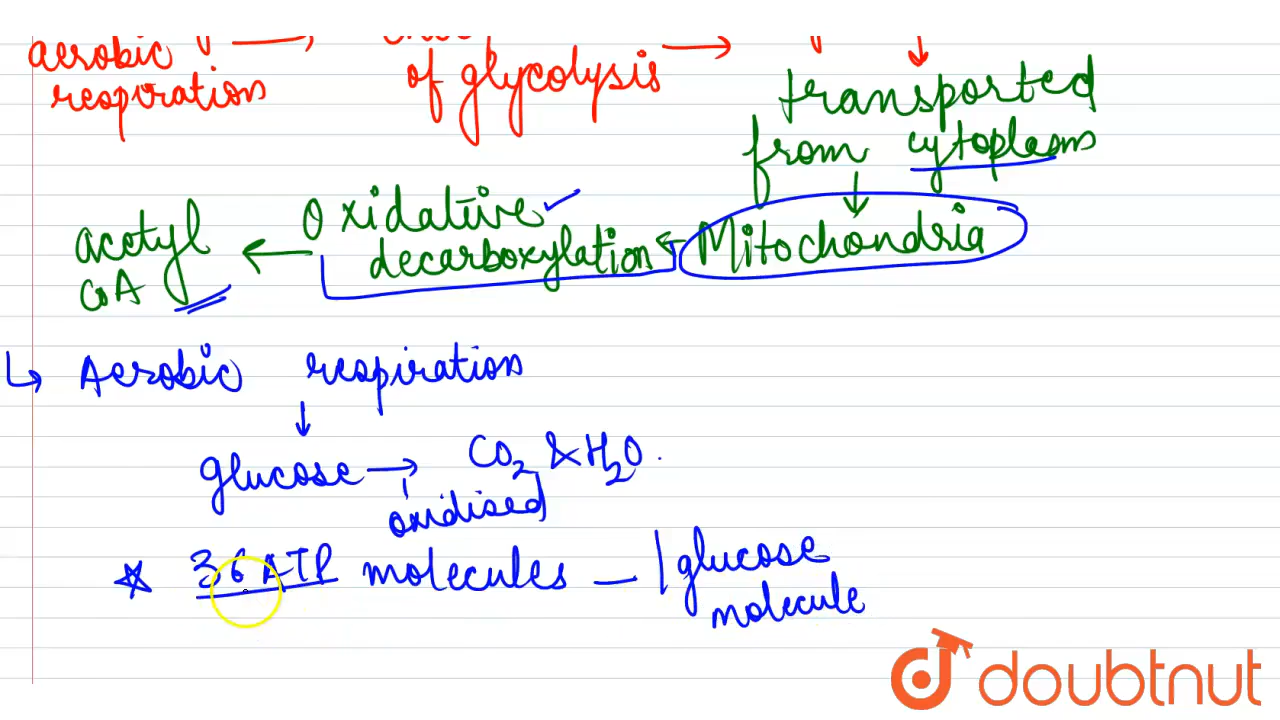 aerobic
respiration
of glycolysis
transported
from cytoplasm
Oxidative
decarboxylation
Mitochondria
acetyl
CoA
Aerobic respiration
glucose → CO2 & H2O.
oxidised
* 36 ATP molecules — 1 glucose
molecule
doubtnut